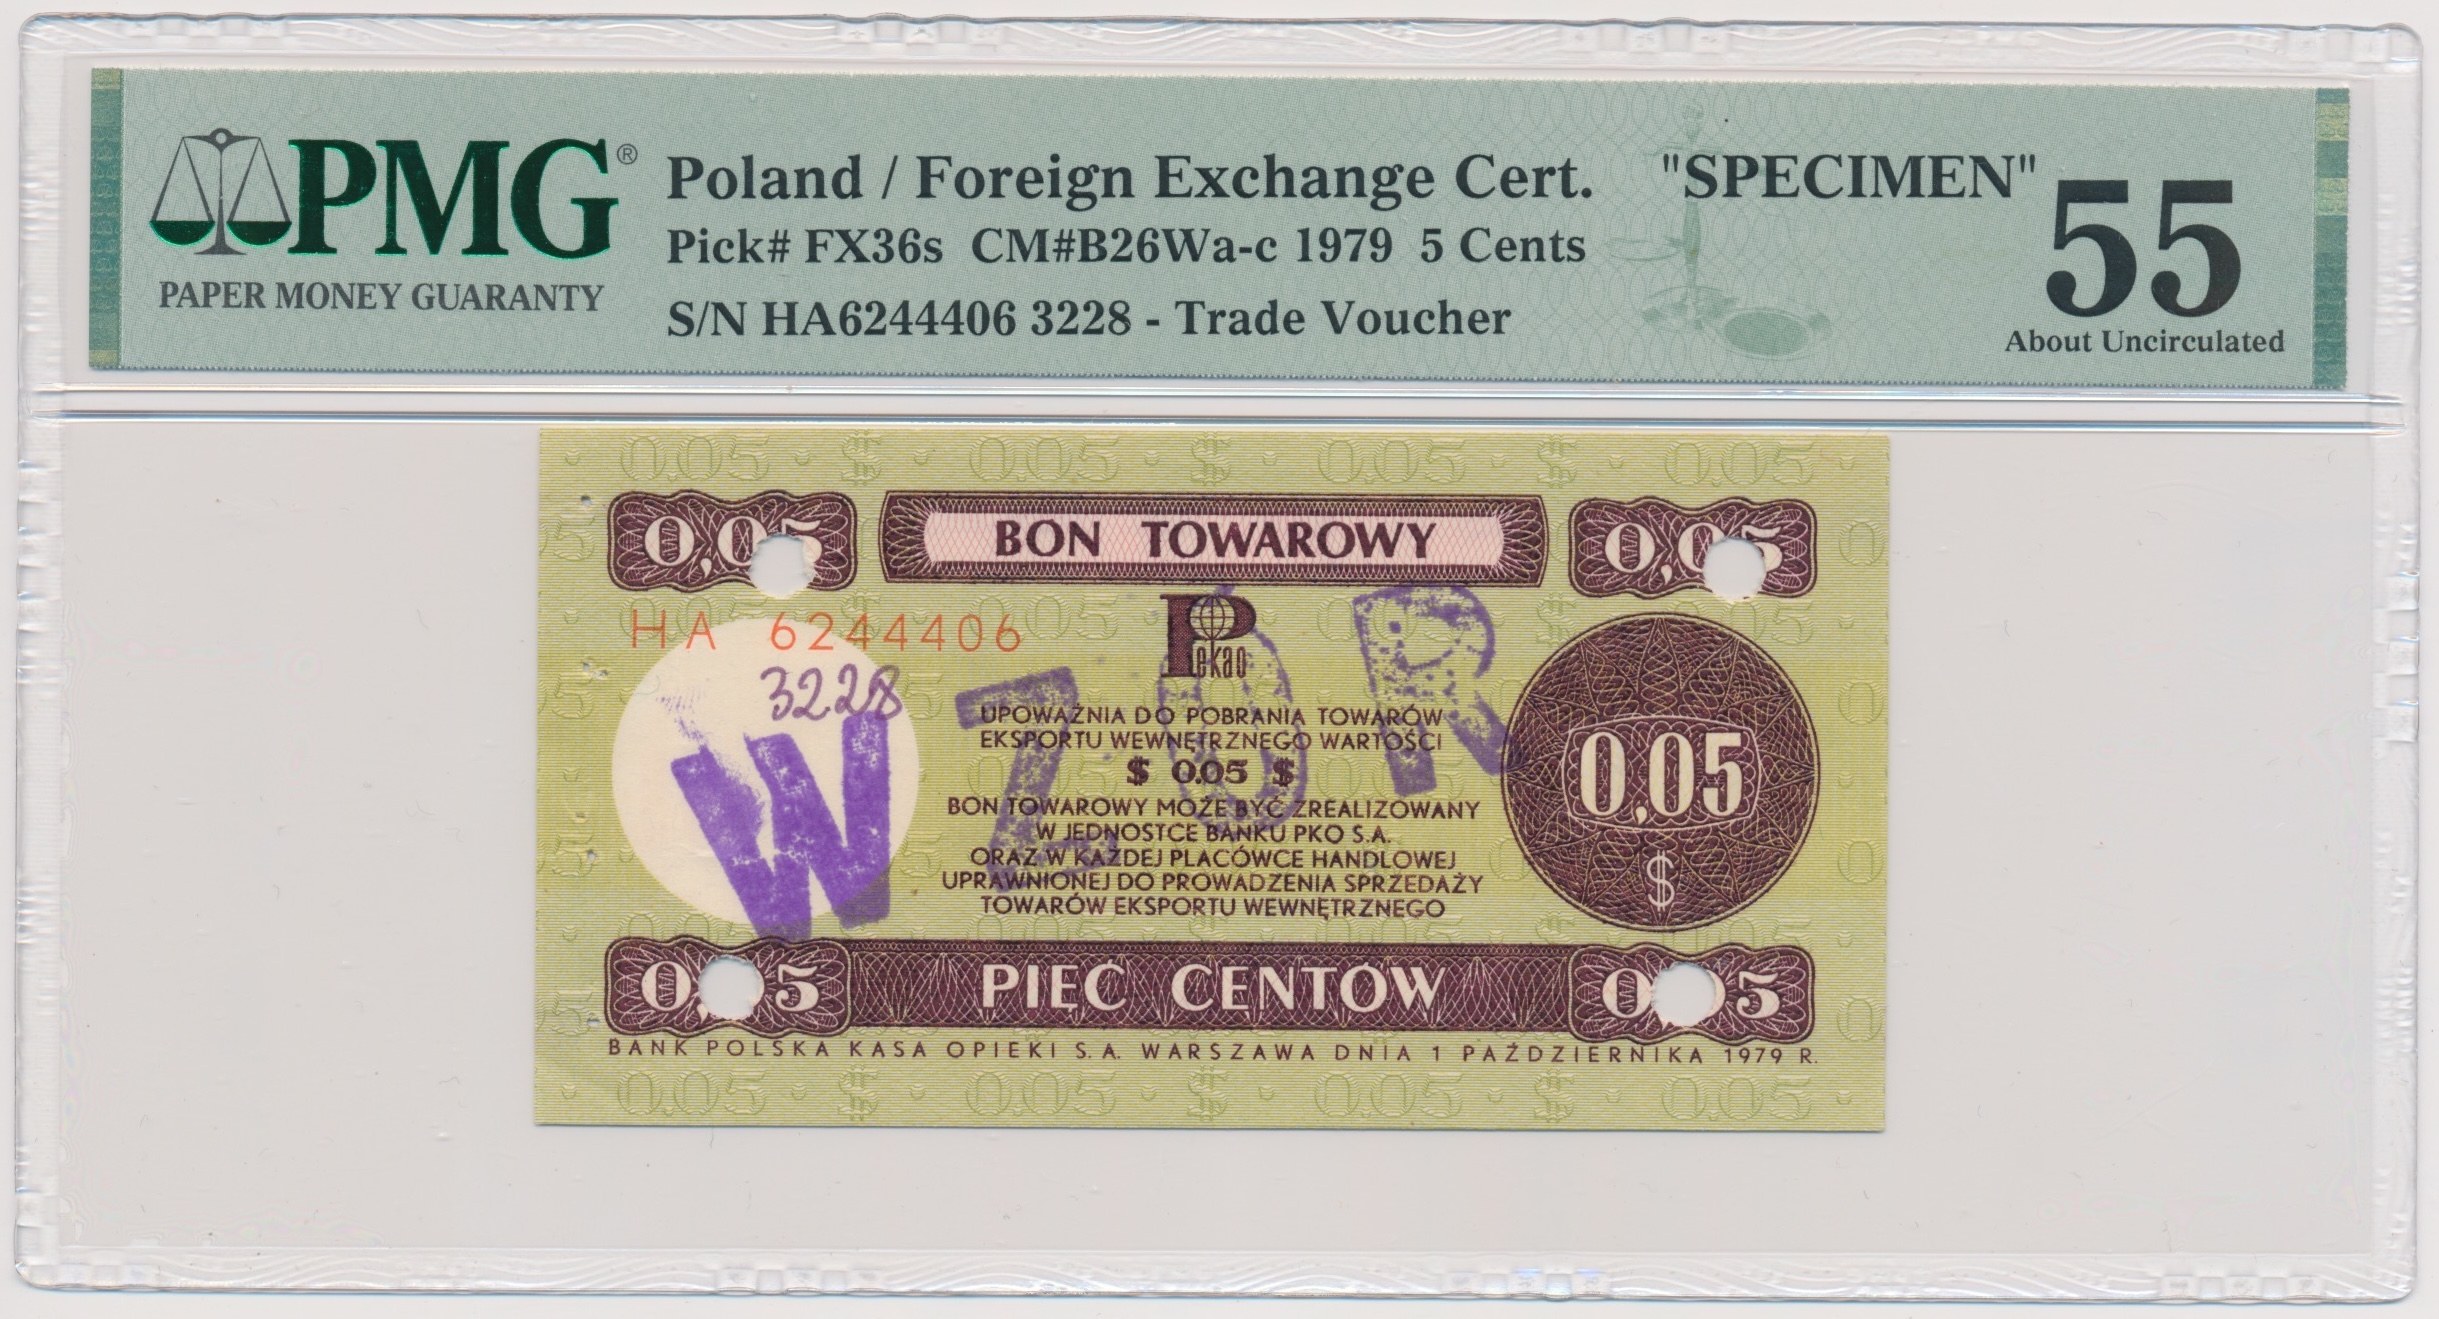 PMG®
PAPER MONEY GUARANTY
Poland / Foreign Exchange Cert. "SPECIMEN"
Pick# FX36s CM#B26Wa-c 1979 5 Cents
S/N HA6244406 3228 - Trade Voucher
55
About Uncirculated
0,05 BON TOWAROWY 0,05
HA 6244406
3228
Pekao
WZÓR
UPOWAŻNIA DO POBRANIA TOWARÓW
EKSPORTU WEWNĘTRZNEGO WARTOŚCI
$ 0.05 $
BON TOWAROWY MOŻE BYĆ ZREALIZOWANY
W JEDNOSTCE BANKU PKO S.A.
ORAZ W KAŻDEJ PLACÓWCE HANDLOWEJ
UPRAWNIONEJ DO PROWADZENIA SPRZEDAŻY
TOWARÓW EKSPORTU WEWNĘTRZNEGO
0,05
$
0,05 PIĘĆ CENTÓW 0,05
BANK POLSKA KASA OPIEKI S.A. WARSZAWA DNIA 1 PAŹDZIERNIKA 1979 R.